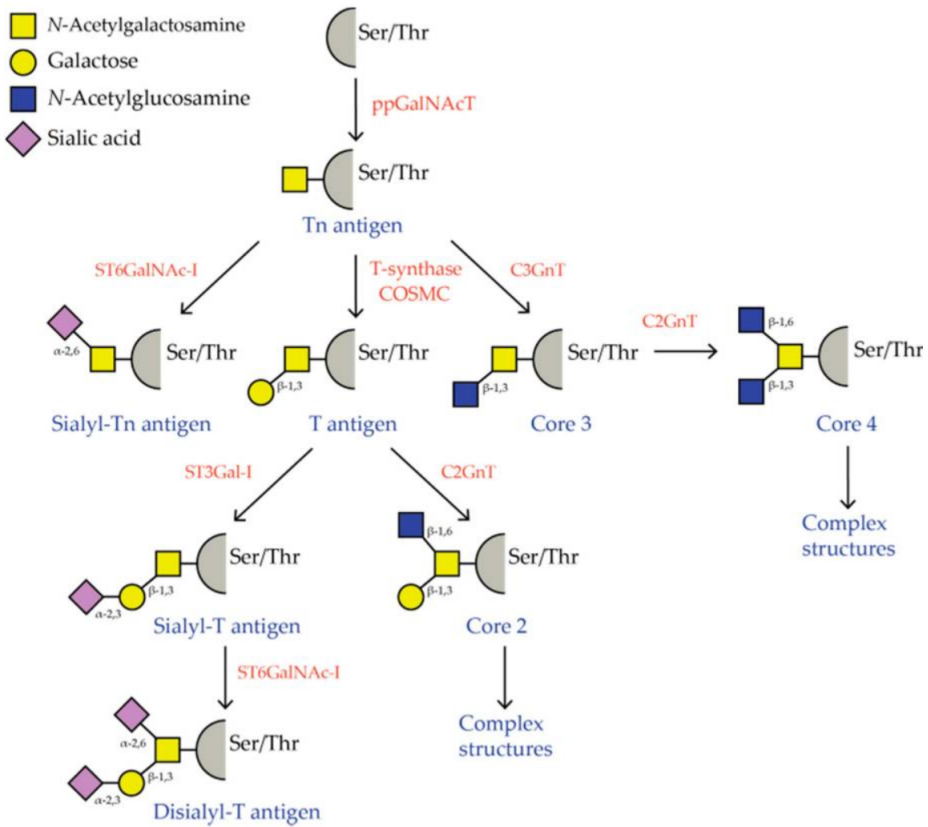 N-Acetylgalactosamine
Galactose
N-Acetylglucosamine
Sialic acid
Ser/Thr
ppGalNAcT
Ser/Thr
Tn antigen
ST6GalNAc-I
T-synthase
COSMC
C3GnT
C2GnT
α-2,6
Ser/Thr
β-1,3
Ser/Thr
β-1,3
Ser/Thr
β-1,6
β-1,3
Ser/Thr
Sialyl-Tn antigen
T antigen
Core 3
Core 4
ST3Gal-I
C2GnT
Complex
structures
α-2,3
β-1,3
Ser/Thr
β-1,6
β-1,3
Ser/Thr
Sialyl-T antigen
Core 2
ST6GalNAc-I
Complex
structures
α-2,6
α-2,3
β-1,3
Ser/Thr
Disialyl-T antigen